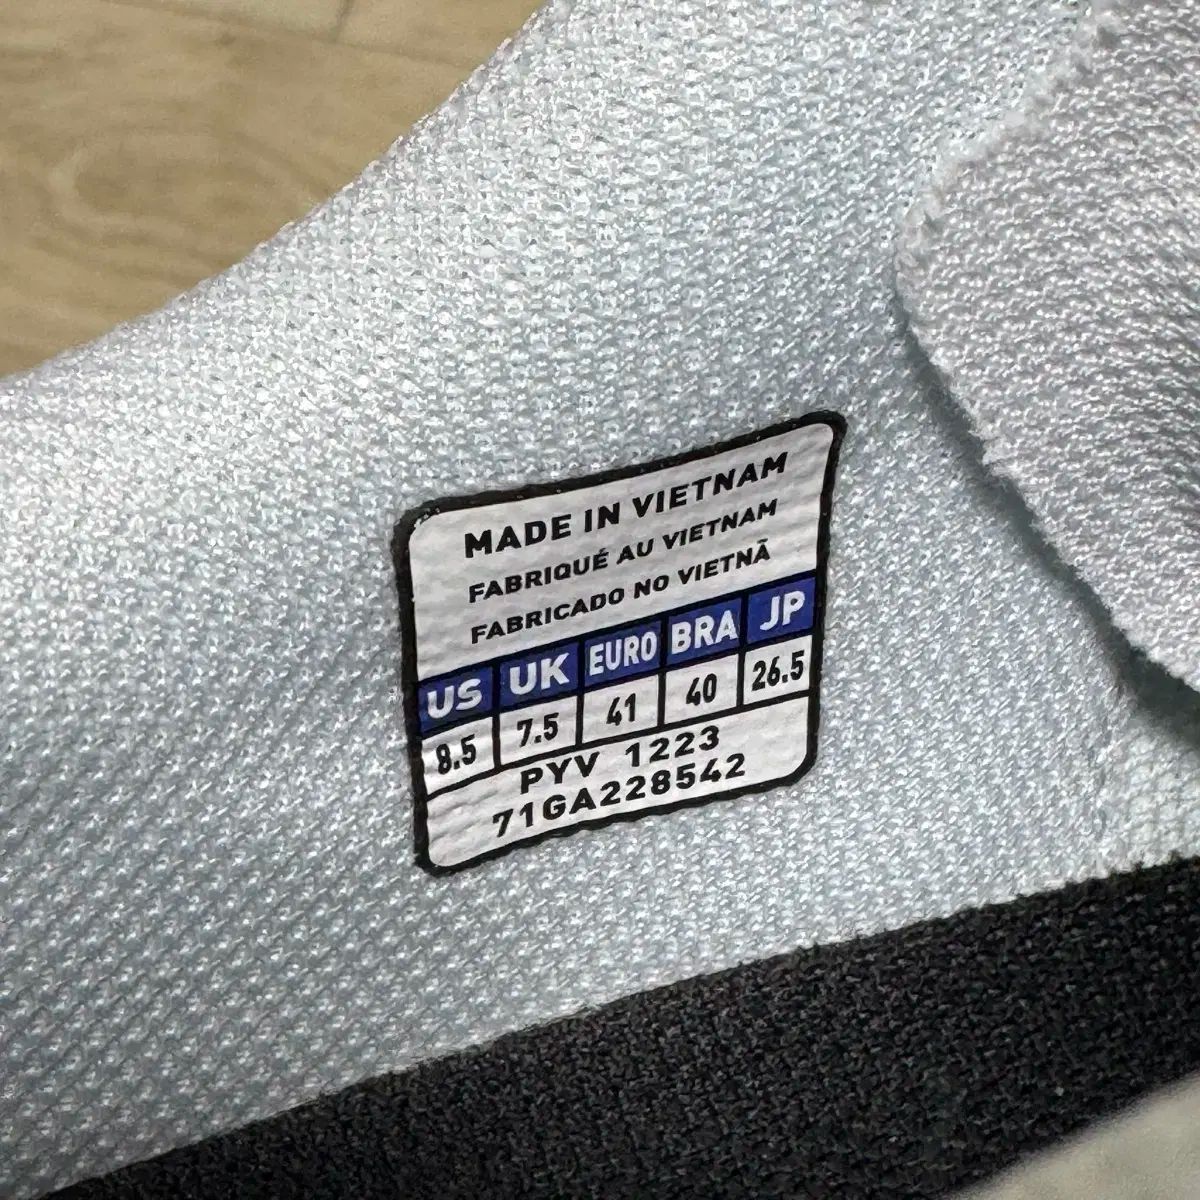 MADE IN VIETNAM
FABRIQUÉ AU VIETNAM
FABRICADO NO VIETNÃ
US UK EURO BRA JP
8.5 7.5 41 40 26.5
PYV 1223
71GA228542